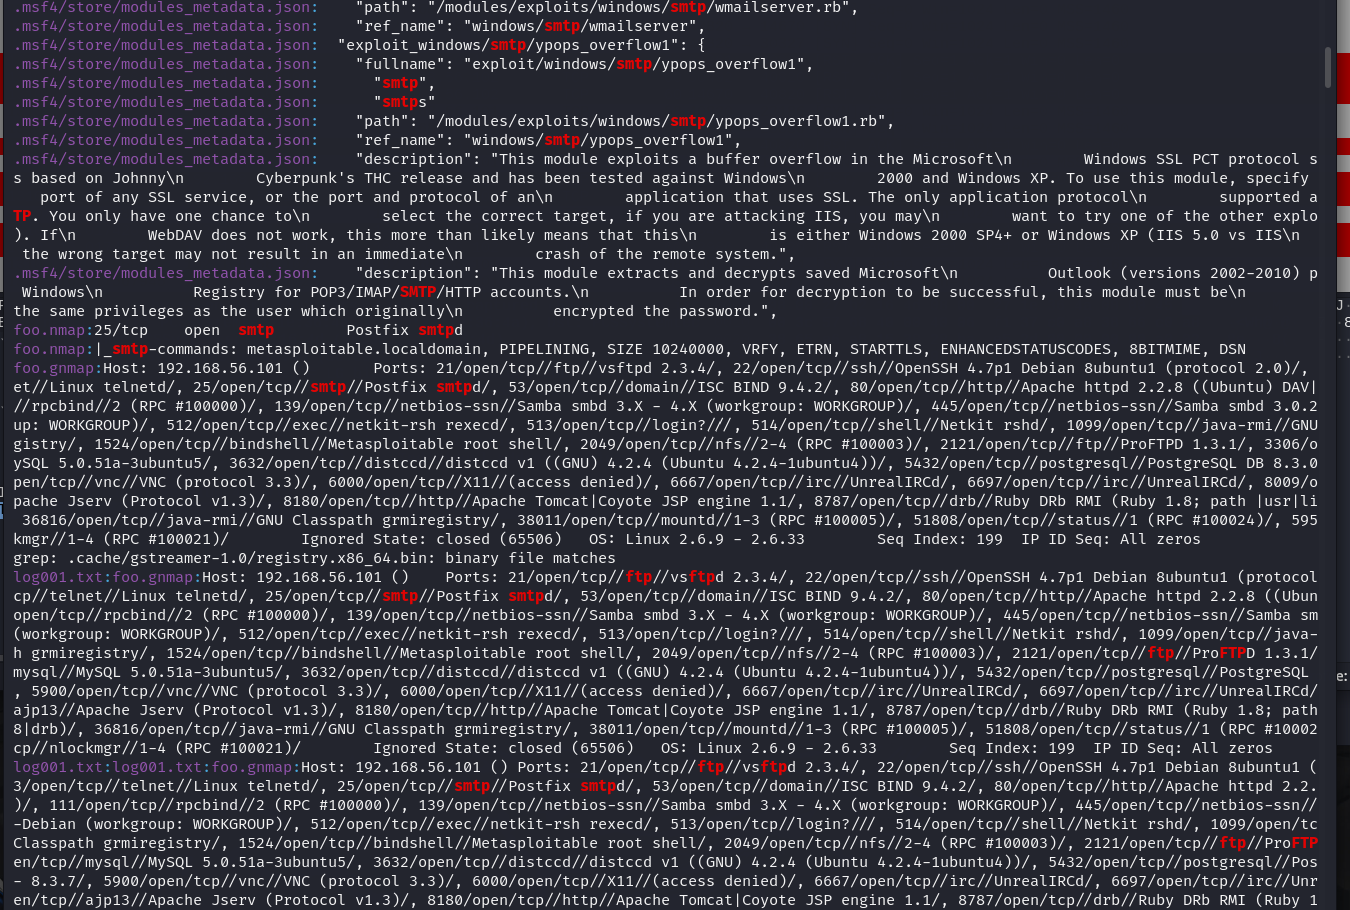 .msf4/store/modules_metadata.json:    "path": "/modules/exploits/windows/smtp/wmailserver.rb",
.msf4/store/modules_metadata.json:    "ref_name": "windows/smtp/wmailserver",
.msf4/store/modules_metadata.json:  "exploit_windows/smtp/ypops_overflow1": {
.msf4/store/modules_metadata.json:    "fullname": "exploit/windows/smtp/ypops_overflow1",
.msf4/store/modules_metadata.json:      "smtp",
.msf4/store/modules_metadata.json:      "smtps"
.msf4/store/modules_metadata.json:    "path": "/modules/exploits/windows/smtp/ypops_overflow1.rb",
.msf4/store/modules_metadata.json:    "ref_name": "windows/smtp/ypops_overflow1",
.msf4/store/modules_metadata.json:    "description": "This module exploits a buffer overflow in the Microsoft\n        Windows SSL PCT protocol s
s based on Johnny\n        Cyberpunk's THC release and has been tested against Windows\n        2000 and Windows XP. To use this module, specify
port of any SSL service, or the port and protocol of an\n        application that uses SSL. The only application protocol\n        supported a
TP. You only have one chance to\n        select the correct target, if you are attacking IIS, you may\n        want to try one of the other explo
). If\n        WebDAV does not work, this more than likely means that this\n        is either Windows 2000 SP4+ or Windows XP (IIS 5.0 vs IIS\n
the wrong target may not result in an immediate\n        crash of the remote system.",
.msf4/store/modules_metadata.json:    "description": "This module extracts and decrypts saved Microsoft\n          Outlook (versions 2002-2010) p
Windows\n          Registry for POP3/IMAP/SMTP/HTTP accounts.\n          In order for decryption to be successful, this module must be\n
the same privileges as the user which originally\n          encrypted the password.",
foo.nmap:25/tcp    open  smtp        Postfix smtpd
foo.nmap:|_smtp-commands: metasploitable.localdomain, PIPELINING, SIZE 10240000, VRFY, ETRN, STARTTLS, ENHANCEDSTATUSCODES, 8BITMIME, DSN
foo.gnmap:Host: 192.168.56.101 ()       Ports: 21/open/tcp//ftp//vsftpd 2.3.4/, 22/open/tcp//ssh//OpenSSH 4.7p1 Debian 8ubuntu1 (protocol 2.0)/,
et//Linux telnetd/, 25/open/tcp//smtp//Postfix smtpd/, 53/open/tcp//domain//ISC BIND 9.4.2/, 80/open/tcp//http//Apache httpd 2.2.8 ((Ubuntu) DAV|
//rpcbind//2 (RPC #100000)/, 139/open/tcp//netbios-ssn//Samba smbd 3.X - 4.X (workgroup: WORKGROUP)/, 445/open/tcp//netbios-ssn//Samba smbd 3.0.2
up: WORKGROUP)/, 512/open/tcp//exec//netkit-rsh rexecd/, 513/open/tcp//login?///, 514/open/tcp//shell//Netkit rshd/, 1099/open/tcp//java-rmi//GNU
gistry/, 1524/open/tcp//bindshell//Metasploitable root shell/, 2049/open/tcp//nfs//2-4 (RPC #100003)/, 2121/open/tcp//ftp//ProFTPD 1.3.1/, 3306/o
ySQL 5.0.51a-3ubuntu5/, 3632/open/tcp//distccd//distccd v1 ((GNU) 4.2.4 (Ubuntu 4.2.4-1ubuntu4))/, 5432/open/tcp//postgresql//PostgreSQL DB 8.3.0
pen/tcp//vnc//VNC (protocol 3.3)/, 6000/open/tcp//X11//(access denied)/, 6667/open/tcp//irc//UnrealIRCd/, 6697/open/tcp//irc//UnrealIRCd/, 8009/o
pache Jserv (Protocol v1.3)/, 8180/open/tcp//http//Apache Tomcat|Coyote JSP engine 1.1/, 8787/open/tcp//drb//Ruby DRb RMI (Ruby 1.8; path |usr|li
36816/open/tcp//java-rmi//GNU Classpath grmiregistry/, 38011/open/tcp//mountd//1-3 (RPC #100005)/, 51808/open/tcp//status//1 (RPC #100024)/, 595
kmgr//1-4 (RPC #100021)/        Ignored State: closed (65506)   OS: Linux 2.6.9 - 2.6.33        Seq Index: 199  IP ID Seq: All zeros
grep: .cache/gstreamer-1.0/registry.x86_64.bin: binary file matches
log001.txt:foo.gnmap:Host: 192.168.56.101 ()    Ports: 21/open/tcp//ftp//vsftpd 2.3.4/, 22/open/tcp//ssh//OpenSSH 4.7p1 Debian 8ubuntu1 (protocol
cp//telnet//Linux telnetd/, 25/open/tcp//smtp//Postfix smtpd/, 53/open/tcp//domain//ISC BIND 9.4.2/, 80/open/tcp//http//Apache httpd 2.2.8 ((Ubun
open/tcp//rpcbind//2 (RPC #100000)/, 139/open/tcp//netbios-ssn//Samba smbd 3.X - 4.X (workgroup: WORKGROUP)/, 445/open/tcp//netbios-ssn//Samba sm
(workgroup: WORKGROUP)/, 512/open/tcp//exec//netkit-rsh rexecd/, 513/open/tcp//login?///, 514/open/tcp//shell//Netkit rshd/, 1099/open/tcp//java-
h grmiregistry/, 1524/open/tcp//bindshell//Metasploitable root shell/, 2049/open/tcp//nfs//2-4 (RPC #100003)/, 2121/open/tcp//ftp//ProFTPD 1.3.1/
mysql//MySQL 5.0.51a-3ubuntu5/, 3632/open/tcp//distccd//distccd v1 ((GNU) 4.2.4 (Ubuntu 4.2.4-1ubuntu4))/, 5432/open/tcp//postgresql//PostgreSQL
, 5900/open/tcp//vnc//VNC (protocol 3.3)/, 6000/open/tcp//X11//(access denied)/, 6667/open/tcp//irc//UnrealIRCd/, 6697/open/tcp//irc//UnrealIRCd/
ajp13//Apache Jserv (Protocol v1.3)/, 8180/open/tcp//http//Apache Tomcat|Coyote JSP engine 1.1/, 8787/open/tcp//drb//Ruby DRb RMI (Ruby 1.8; path
8|drb)/, 36816/open/tcp//java-rmi//GNU Classpath grmiregistry/, 38011/open/tcp//mountd//1-3 (RPC #100005)/, 51808/open/tcp//status//1 (RPC #10002
cp//nlockmgr//1-4 (RPC #100021)/        Ignored State: closed (65506)   OS: Linux 2.6.9 - 2.6.33        Seq Index: 199  IP ID Seq: All zeros
log001.txt:log001.txt:foo.gnmap:Host: 192.168.56.101 () Ports: 21/open/tcp//ftp//vsftpd 2.3.4/, 22/open/tcp//ssh//OpenSSH 4.7p1 Debian 8ubuntu1 (
3/open/tcp//telnet//Linux telnetd/, 25/open/tcp//smtp//Postfix smtpd/, 53/open/tcp//domain//ISC BIND 9.4.2/, 80/open/tcp//http//Apache httpd 2.2.
)/, 111/open/tcp//rpcbind//2 (RPC #100000)/, 139/open/tcp//netbios-ssn//Samba smbd 3.X - 4.X (workgroup: WORKGROUP)/, 445/open/tcp//netbios-ssn//
-Debian (workgroup: WORKGROUP)/, 512/open/tcp//exec//netkit-rsh rexecd/, 513/open/tcp//login?///, 514/open/tcp//shell//Netkit rshd/, 1099/open/tc
Classpath grmiregistry/, 1524/open/tcp//bindshell//Metasploitable root shell/, 2049/open/tcp//nfs//2-4 (RPC #100003)/, 2121/open/tcp//ftp//ProFTP
en/tcp//mysql//MySQL 5.0.51a-3ubuntu5/, 3632/open/tcp//distccd//distccd v1 ((GNU) 4.2.4 (Ubuntu 4.2.4-1ubuntu4))/, 5432/open/tcp//postgresql//Pos
- 8.3.7/, 5900/open/tcp//vnc//VNC (protocol 3.3)/, 6000/open/tcp//X11//(access denied)/, 6667/open/tcp//irc//UnrealIRCd/, 6697/open/tcp//irc//Unr
en/tcp//ajp13//Apache Jserv (Protocol v1.3)/, 8180/open/tcp//http//Apache Tomcat|Coyote JSP engine 1.1/, 8787/open/tcp//drb//Ruby DRb RMI (Ruby 1